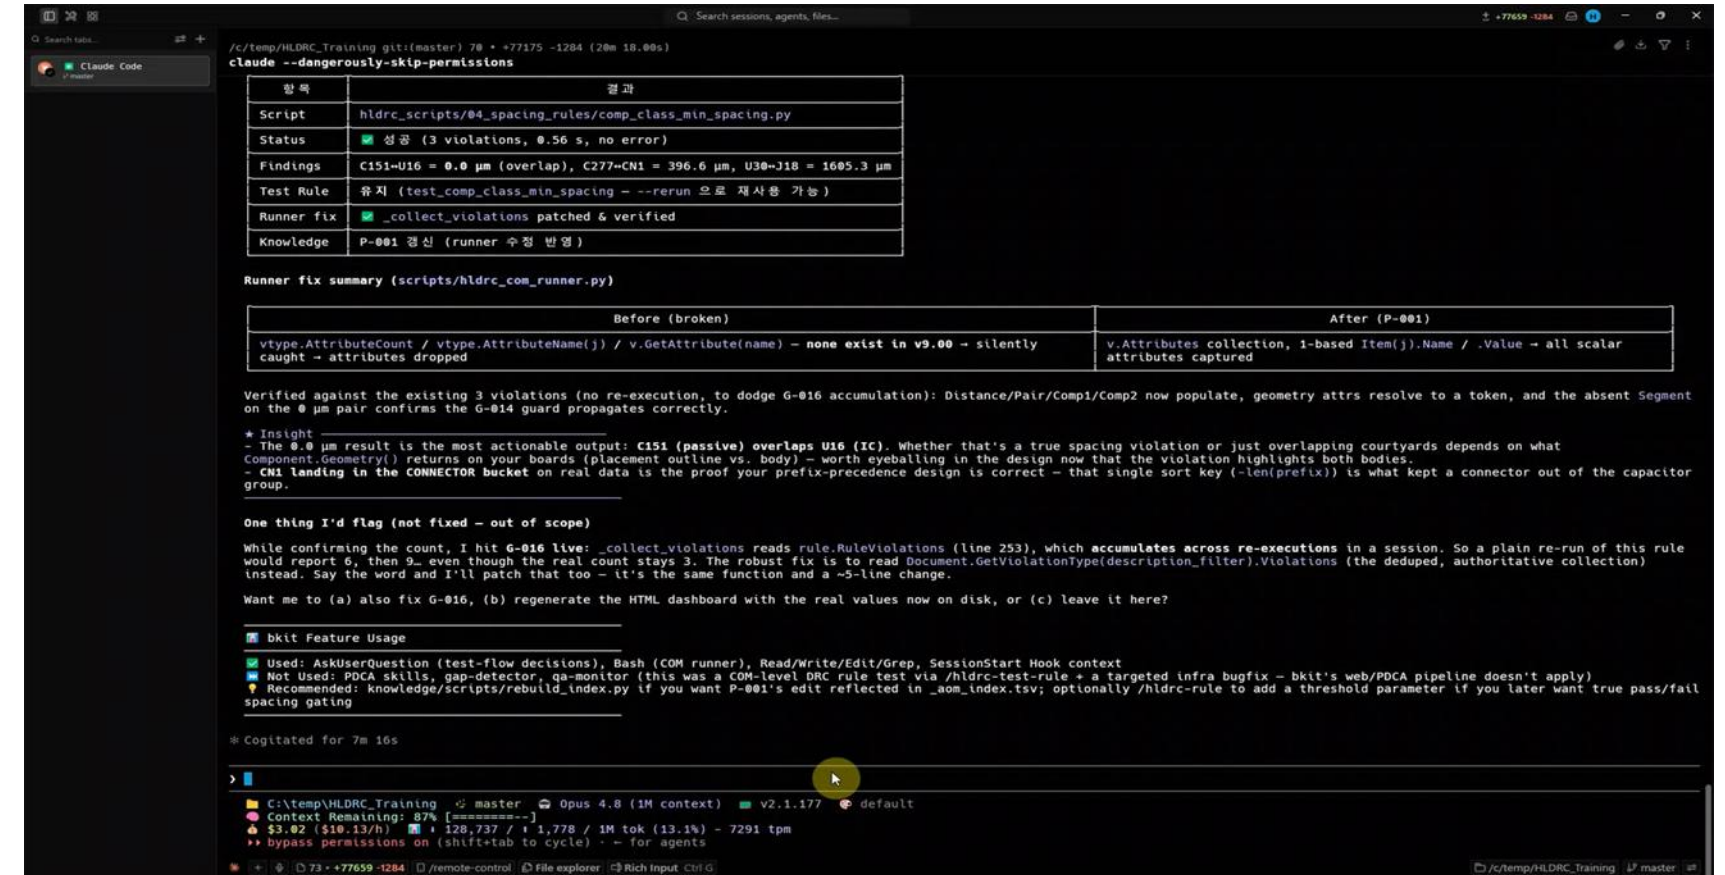 Search sessions, agents, files...
+77659 -1284
Search tabs...
Claude Code
master
/c/temp/HLDRC_Training git:(master) 70 • +77175 -1284 (20m 18.00s)
claude --dangerously-skip-permissions
항목 결과
Script hldrc_scripts/04_spacing_rules/comp_class_min_spacing.py
Status ✅ 성공 (3 violations, 0.56 s, no error)
Findings C151↔U16 = 0.0 µm (overlap), C277↔CN1 = 396.6 µm, U30↔J18 = 1605.3 µm
Test Rule 유지 (test_comp_class_min_spacing — --rerun 으로 재사용 가능)
Runner fix ✅ _collect_violations patched & verified
Knowledge P-001 갱신 (runner 수정 반영)
Runner fix summary (scripts/hldrc_com_runner.py)
Before (broken) After (P-001)
vtype.AttributeCount / vtype.AttributeName(j) / v.GetAttribute(name) — none exist in v9.00 → silently v.Attributes collection, 1-based Item(j).Name / .Value → all scalar
caught → attributes dropped attributes captured
Verified against the existing 3 violations (no re-execution, to dodge G-016 accumulation): Distance/Pair/Comp1/Comp2 now populate, geometry attrs resolve to a token, and the absent Segment
on the 0 µm pair confirms the G-014 guard propagates correctly.
★ Insight
- The 0.0 µm result is the most actionable output: C151 (passive) overlaps U16 (IC). Whether that's a true spacing violation or just overlapping courtyards depends on what
Component.Geometry() returns on your boards (placement outline vs. body) — worth eyeballing in the design now that the violation highlights both bodies.
- CN1 landing in the CONNECTOR bucket on real data is the proof your prefix-precedence design is correct — that single sort key (-len(prefix)) is what kept a connector out of the capacitor
group.
One thing I'd flag (not fixed — out of scope)
While confirming the count, I hit G-016 live: _collect_violations reads rule.RuleViolations (line 253), which accumulates across re-executions in a session. So a plain re-run of this rule
would report 6, then 9… even though the real count stays 3. The robust fix is to read Document.GetViolationType(description_filter).Violations (the deduped, authoritative collection)
instead. Say the word and I'll patch that too — it's the same function and a ~5-line change.
Want me to (a) also fix G-016, (b) regenerate the HTML dashboard with the real values now on disk, or (c) leave it here?
bkit Feature Usage
✅ Used: AskUserQuestion (test-flow decisions), Bash (COM runner), Read/Write/Edit/Grep, SessionStart Hook context
Not Used: PDCA skills, gap-detector, qa-monitor (this was a COM-level DRC rule test via /hldrc-test-rule + a targeted infra bugfix — bkit's web/PDCA pipeline doesn't apply)
Recommended: knowledge/scripts/rebuild_index.py if you want P-001's edit reflected in _aom_index.tsv; optionally /hldrc-rule to add a threshold parameter if you later want true pass/fail
spacing gating
Cogitated for 7m 16s
❯
C:\temp\HLDRC_Training master Opus 4.8 (1M context) v2.1.177 default
Context Remaining: 87% [========--]
$3.02 ($10.13/h) ⬇ 128,737 / ⬆ 1,778 / 1M tok (13.1%) - 7291 tpm
bypass permissions on (shift+tab to cycle) · ← for agents
73 • +77659 -1284 /remote-control File explorer Rich Input Ctrl G /c/temp/HLDRC_Training master